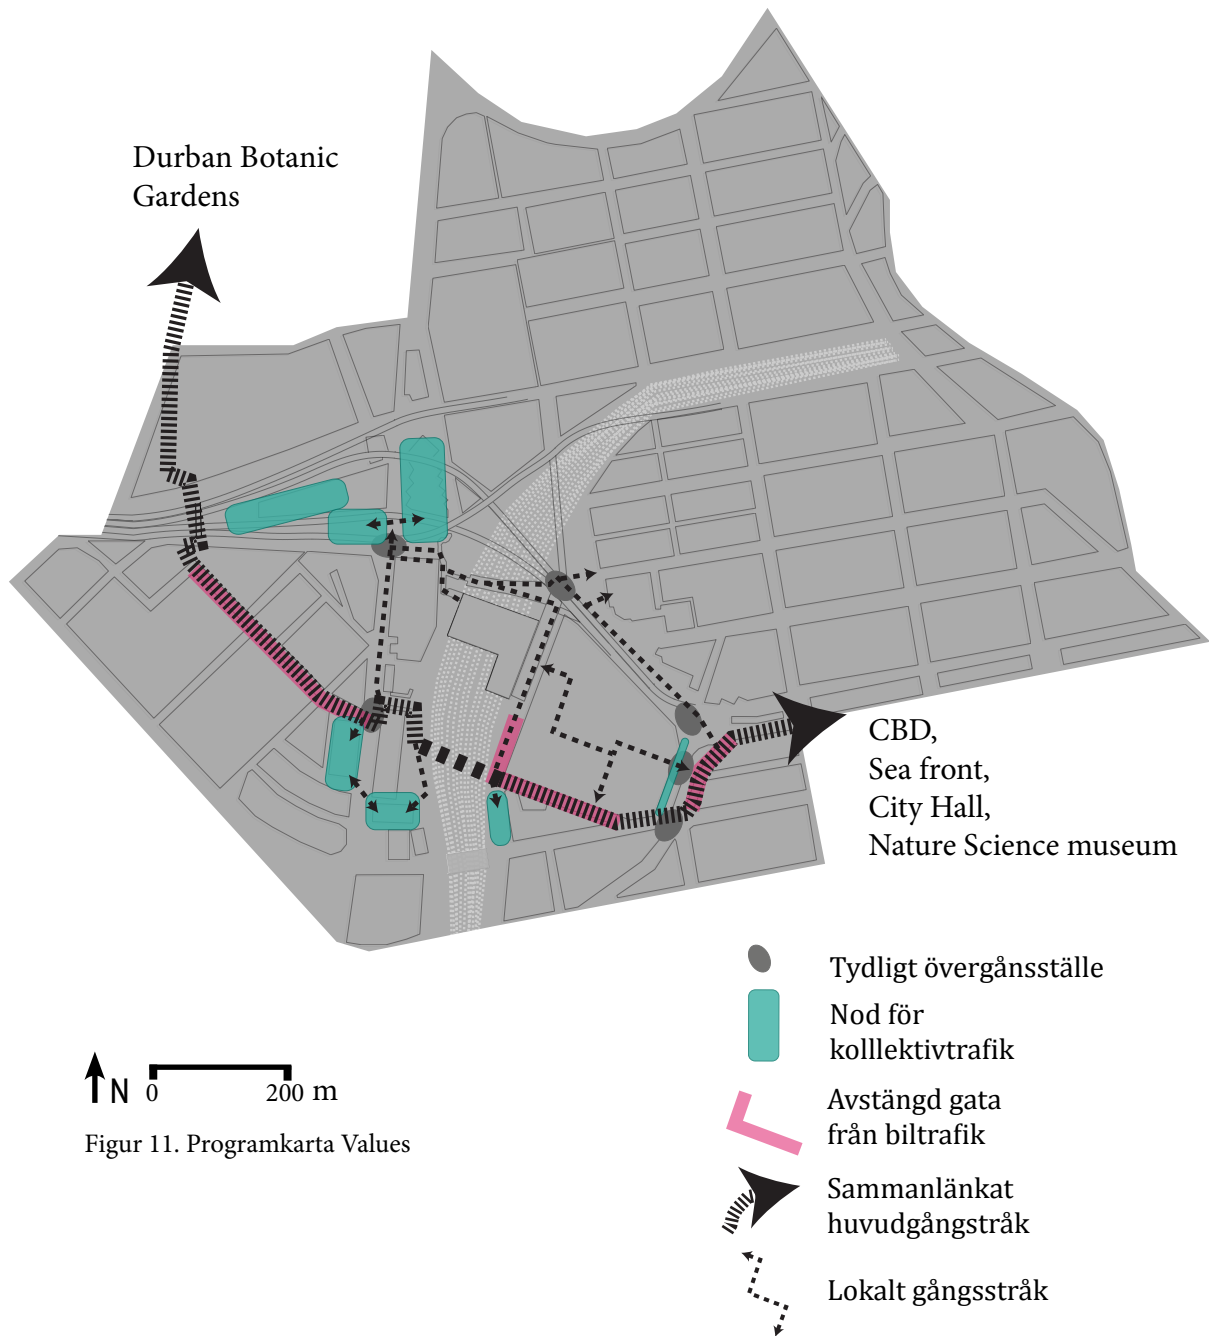 Durban Botanic
Gardens
CBD,
Sea front,
City Hall,
Nature Science museum
Tydligt övergånsställe
Nod för
kolllektivtrafik
Avstängd gata
från biltrafik
Sammanlänkat
huvudgångstråk
Lokalt gångsstråk
N 0 200 m
Figur 11. Programkarta Values